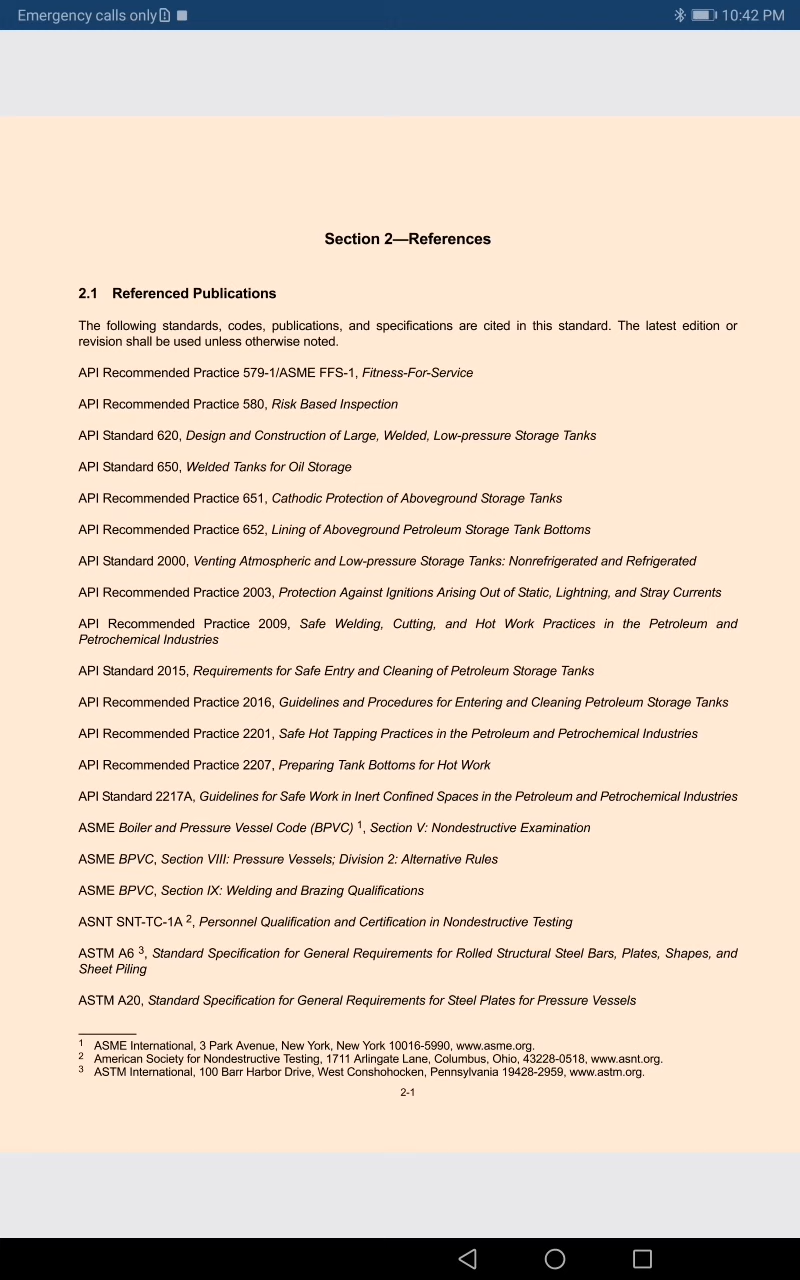 Emergency calls only
10:42 PM
Section 2—References
2.1 Referenced Publications
The following standards, codes, publications, and specifications are cited in this standard. The latest edition or
revision shall be used unless otherwise noted.
API Recommended Practice 579-1/ASME FFS-1, Fitness-For-Service
API Recommended Practice 580, Risk Based Inspection
API Standard 620, Design and Construction of Large, Welded, Low-pressure Storage Tanks
API Standard 650, Welded Tanks for Oil Storage
API Recommended Practice 651, Cathodic Protection of Aboveground Storage Tanks
API Recommended Practice 652, Lining of Aboveground Petroleum Storage Tank Bottoms
API Standard 2000, Venting Atmospheric and Low-pressure Storage Tanks: Nonrefrigerated and Refrigerated
API Recommended Practice 2003, Protection Against Ignitions Arising Out of Static, Lightning, and Stray Currents
API Recommended Practice 2009, Safe Welding, Cutting, and Hot Work Practices in the Petroleum and
Petrochemical Industries
API Standard 2015, Requirements for Safe Entry and Cleaning of Petroleum Storage Tanks
API Recommended Practice 2016, Guidelines and Procedures for Entering and Cleaning Petroleum Storage Tanks
API Recommended Practice 2201, Safe Hot Tapping Practices in the Petroleum and Petrochemical Industries
API Recommended Practice 2207, Preparing Tank Bottoms for Hot Work
API Standard 2217A, Guidelines for Safe Work in Inert Confined Spaces in the Petroleum and Petrochemical Industries
ASME Boiler and Pressure Vessel Code (BPVC) 1, Section V: Nondestructive Examination
ASME BPVC, Section VIII: Pressure Vessels; Division 2: Alternative Rules
ASME BPVC, Section IX: Welding and Brazing Qualifications
ASNT SNT-TC-1A 2, Personnel Qualification and Certification in Nondestructive Testing
ASTM A6 3, Standard Specification for General Requirements for Rolled Structural Steel Bars, Plates, Shapes, and
Sheet Piling
ASTM A20, Standard Specification for General Requirements for Steel Plates for Pressure Vessels
1 ASME International, 3 Park Avenue, New York, New York 10016-5990, www.asme.org.
2 American Society for Nondestructive Testing, 1711 Arlingate Lane, Columbus, Ohio, 43228-0518, www.asnt.org.
3 ASTM International, 100 Barr Harbor Drive, West Conshohocken, Pennsylvania 19428-2959, www.astm.org.
2-1